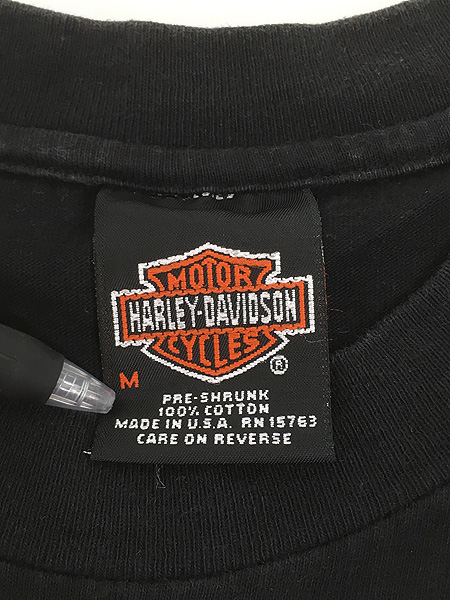 MOTOR
HARLEY-DAVIDSON
CYCLES
®
M
PRE-SHRUNK
100% COTTON
MADE IN U.S.A. RN 15763
CARE ON REVERSE